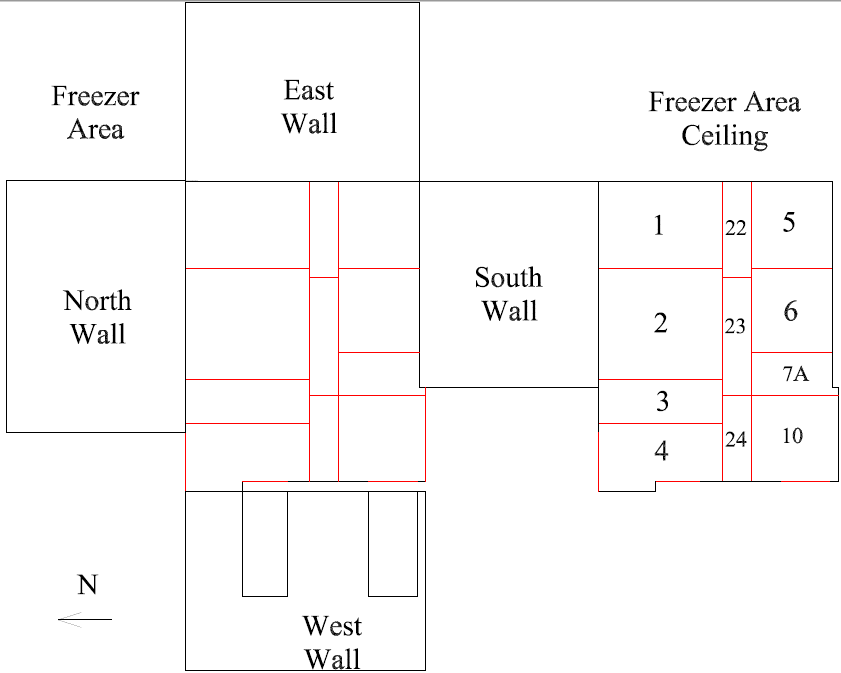 Freezer
Area
East
Wall
Freezer Area
Ceiling
North
Wall
South
Wall
1
22
5
2
23
6
7A
3
4
24
10
N
West
Wall